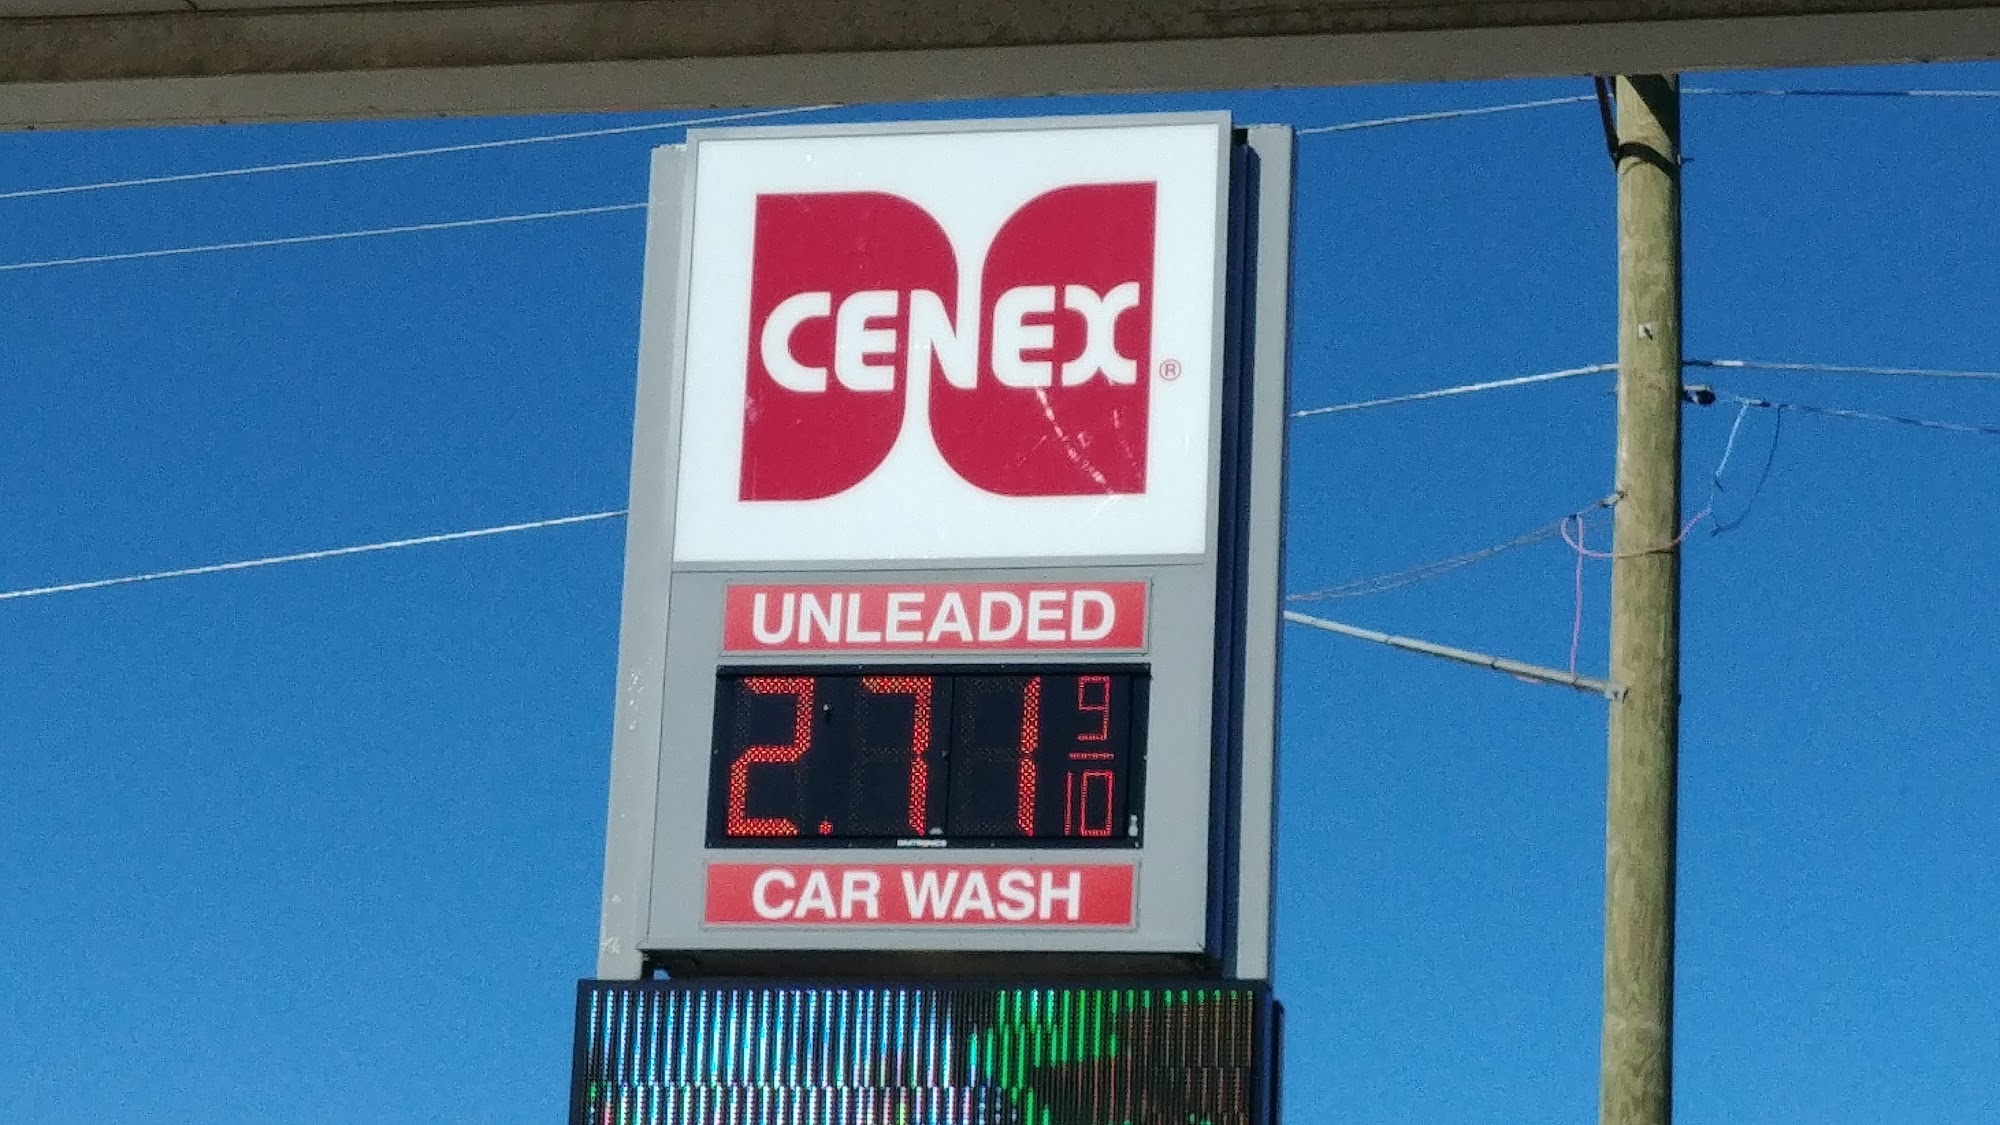 CENEX®
UNLEADED
2.71 9/10
CAR WASH